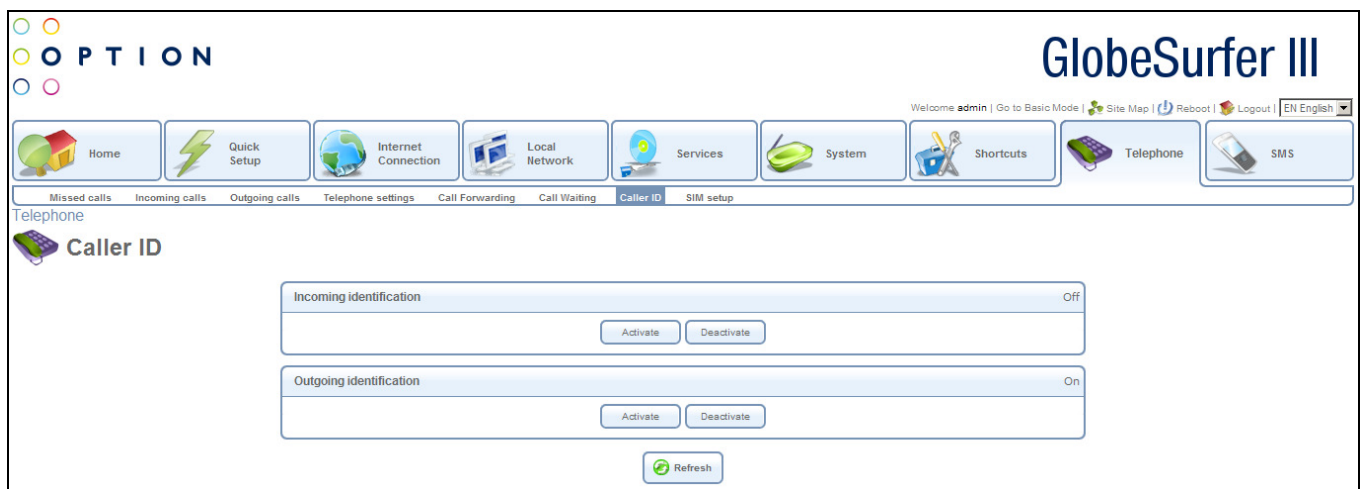 OPTION
GlobeSurfer III
Welcome admin | Go to Basic Mode | Site Map | Reboot | Logout | EN English
Home
Quick Setup
Internet Connection
Local Network
Services
System
Shortcuts
Telephone
SMS
Missed calls Incoming calls Outgoing calls Telephone settings Call Forwarding Call Waiting Caller ID SIM setup
Telephone
Caller ID
Incoming identification Off
Activate Deactivate
Outgoing identification On
Activate Deactivate
Refresh